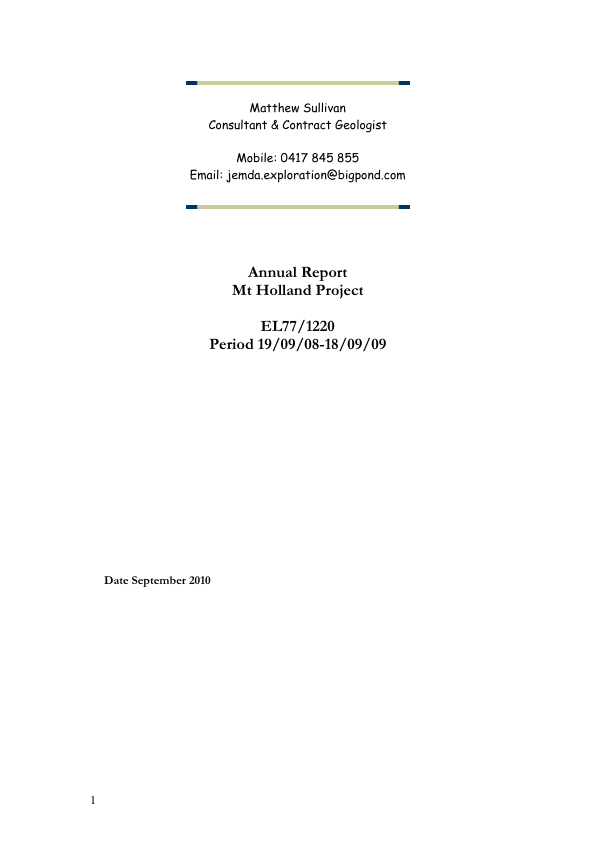 Matthew Sullivan
Consultant & Contract Geologist
Mobile: 0417 845 855
Email: jemda.exploration@bigpond.com
Annual Report
Mt Holland Project
EL77/1220
Period 19/09/08-18/09/09
Date September 2010
1